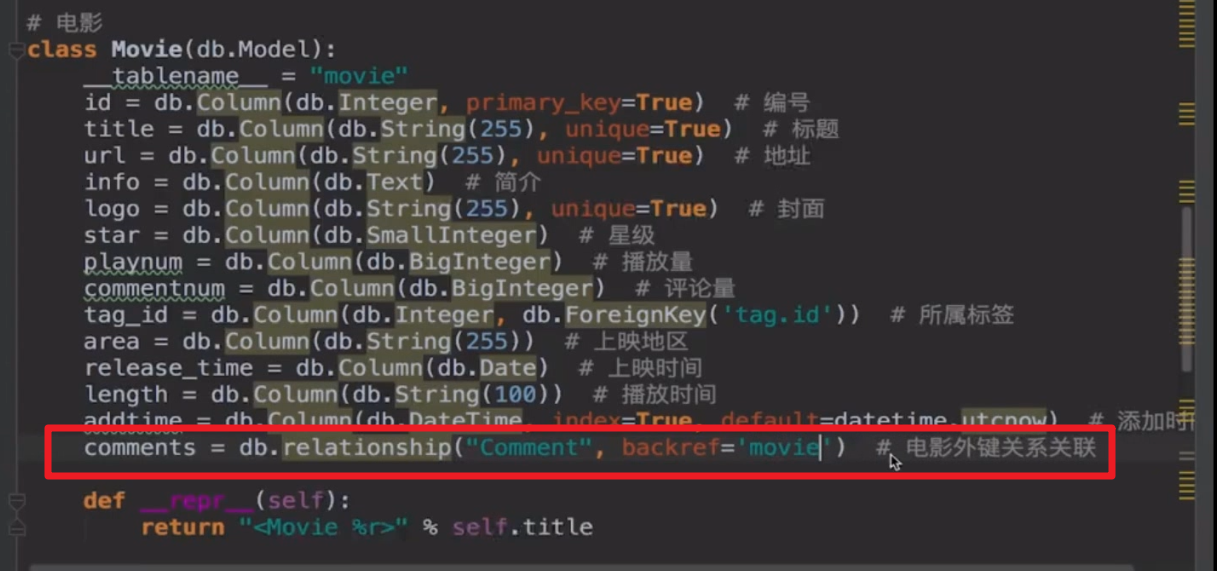 # 电影
class Movie(db.Model):
__tablename__ = "movie"
id = db.Column(db.Integer, primary_key=True)  # 编号
title = db.Column(db.String(255), unique=True)  # 标题
url = db.Column(db.String(255), unique=True)  # 地址
info = db.Column(db.Text)  # 简介
logo = db.Column(db.String(255), unique=True)  # 封面
star = db.Column(db.SmallInteger)  # 星级
playnum = db.Column(db.BigInteger)  # 播放量
commentnum = db.Column(db.BigInteger)  # 评论量
tag_id = db.Column(db.Integer, db.ForeignKey('tag.id'))  # 所属标签
area = db.Column(db.String(255))  # 上映地区
release_time = db.Column(db.Date)  # 上映时间
length = db.Column(db.String(100))  # 播放时间
addtime = db.Column(db.DateTime, index=True, default=datetime.utcnow)  # 添加时
comments = db.relationship("Comment", backref='movie')  # 电影外键关系关联
def __repr__(self):
return "<Movie %r>" % self.title